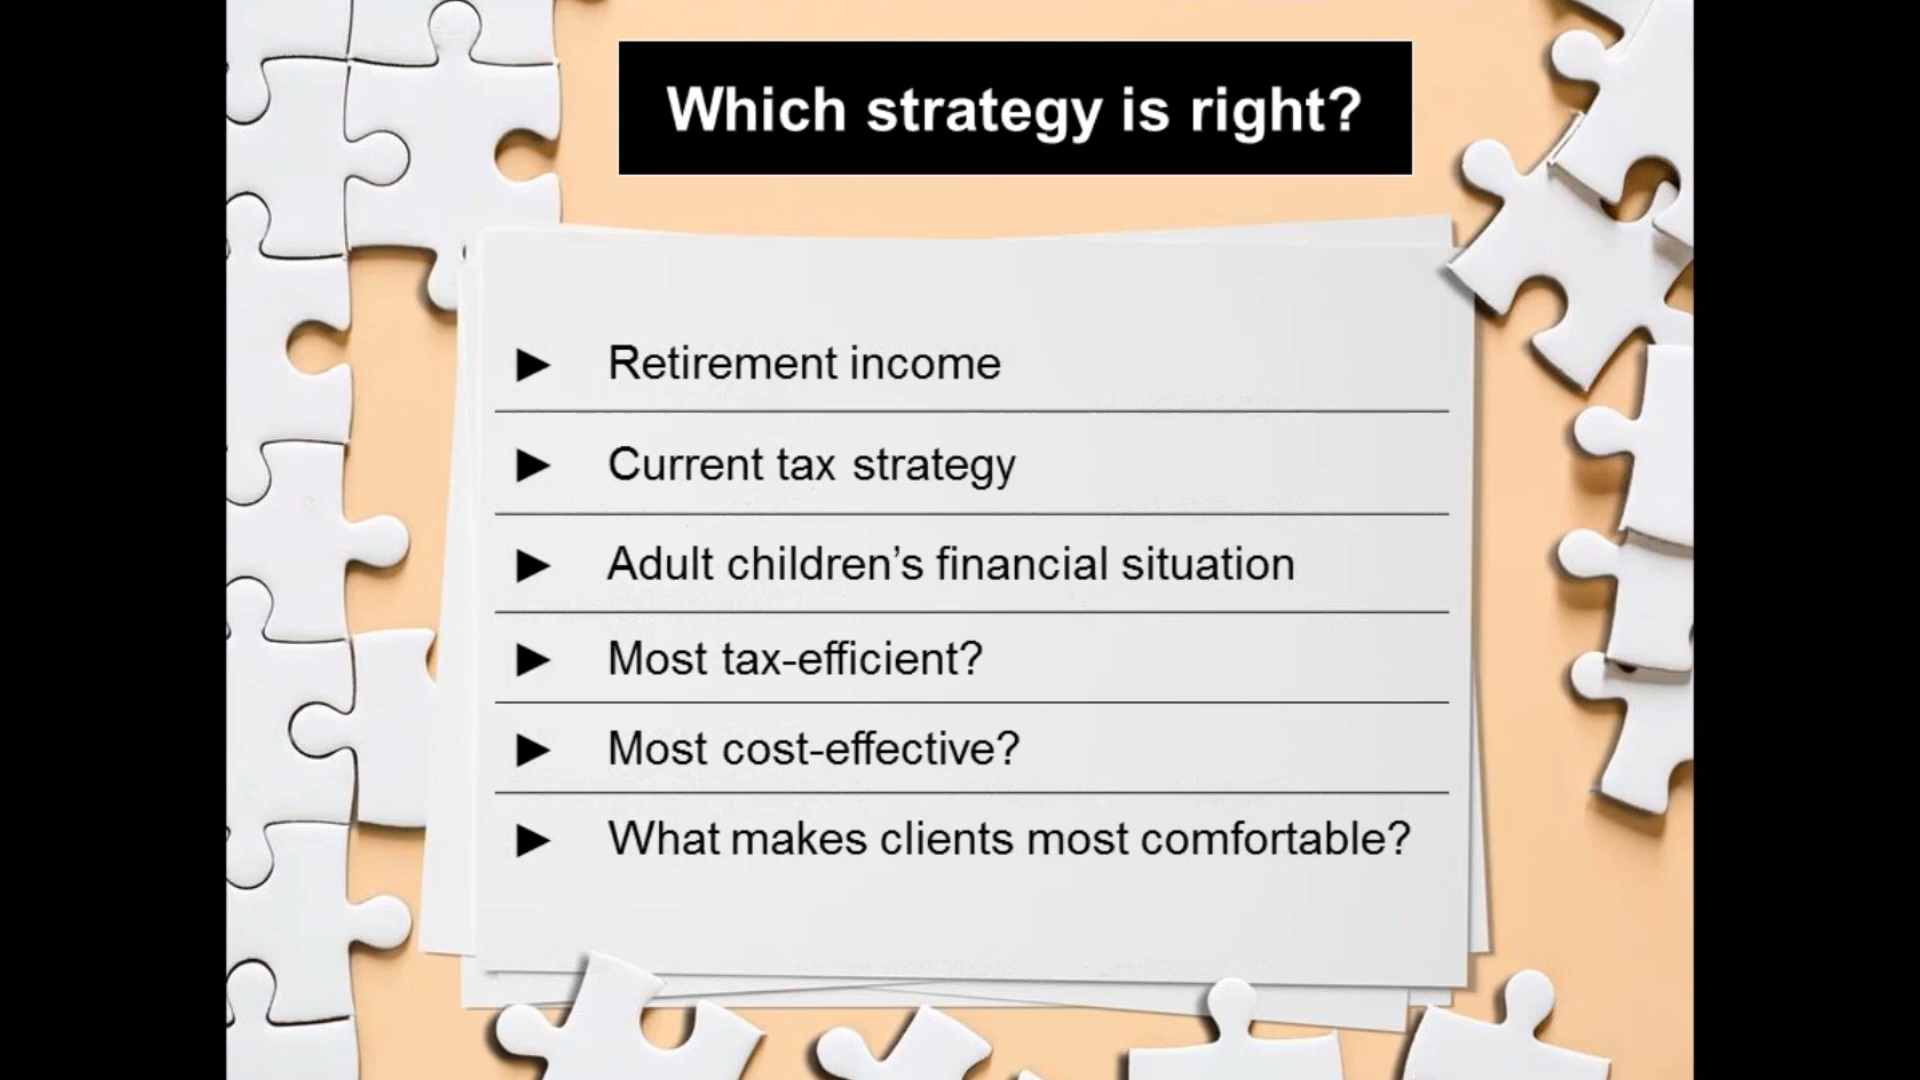 Which strategy is right?
► Retirement income
► Current tax strategy
► Adult children’s financial situation
► Most tax-efficient?
► Most cost-effective?
► What makes clients most comfortable?